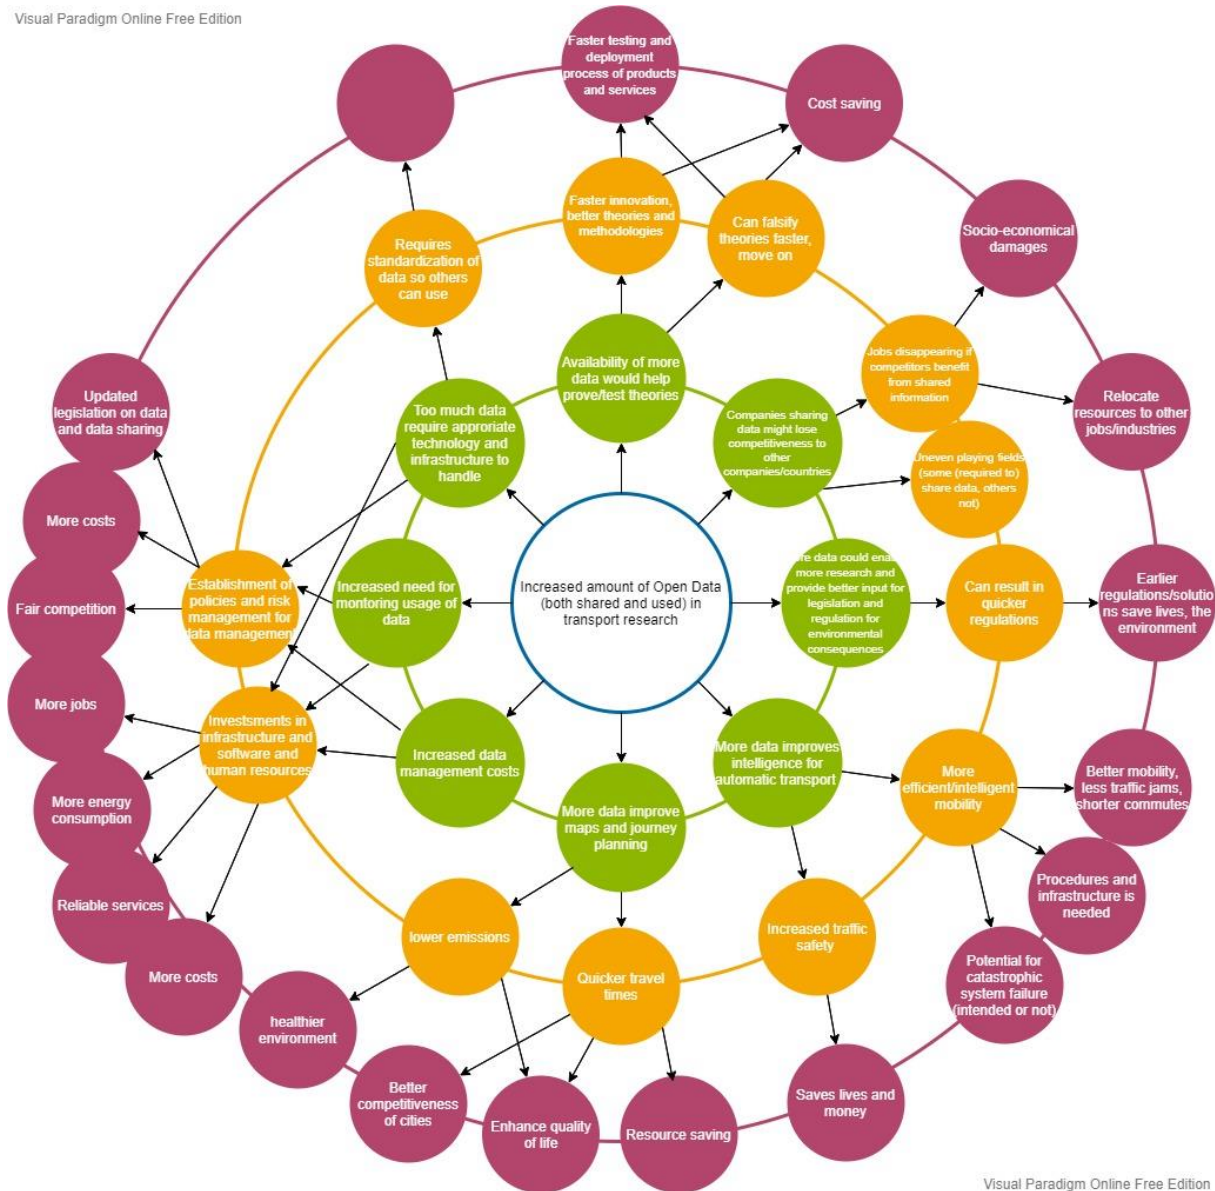 Visual Paradigm Online Free Edition
Faster testing and
deployment
process of products
and services
Cost saving
Socio-economical
damages
Relocate
resources to other
jobs/industries
Earlier
regulations/solutio
ns save lives, the
environment
Better mobility,
less traffic jams,
shorter commutes
Procedures and
infrastructure is
needed
Potential for
catastrophic
system failure
(intended or not)
Saves lives and
money
Resource saving
Enhance quality
of life
Better
competitiveness
of cities
healthier
environment
More costs
Reliable services
More energy
consumption
More jobs
Fair competition
More costs
Updated
legislation on data
and data sharing
Faster innovation,
better theories and
methodologies
Can falsify
theories faster,
move on
Jobs disappearing if
competitors benefit
from shared
information
Uneven playing fields
(some (required to)
share data, others
not)
Can result in
quicker
regulations
More
efficient/intelligent
mobility
Increased traffic
safety
Quicker travel
times
lower emissions
Investsments in
infrastructure and
software and
human resources
Establishment of
policies and risk
management for
data management
Requires
standardization of
data so others
can use
Availability of more
data would help
prove/test theories
Companies sharing
data might lose
competitiveness to
other
companies/countries
data could
more research and
provide better input for
legislation and
regulation for
environmental
consequences
More data improves
intelligence for
automatic transport
More data improve
maps and journey
planning
Increased data
management costs
Increased need for
montoring usage of
data
Too much data
require approriate
technology and
infrastructure to
handle
Increased amount of Open Data
(both shared and used) in
transport research
Visual Paradigm Online Free Edition